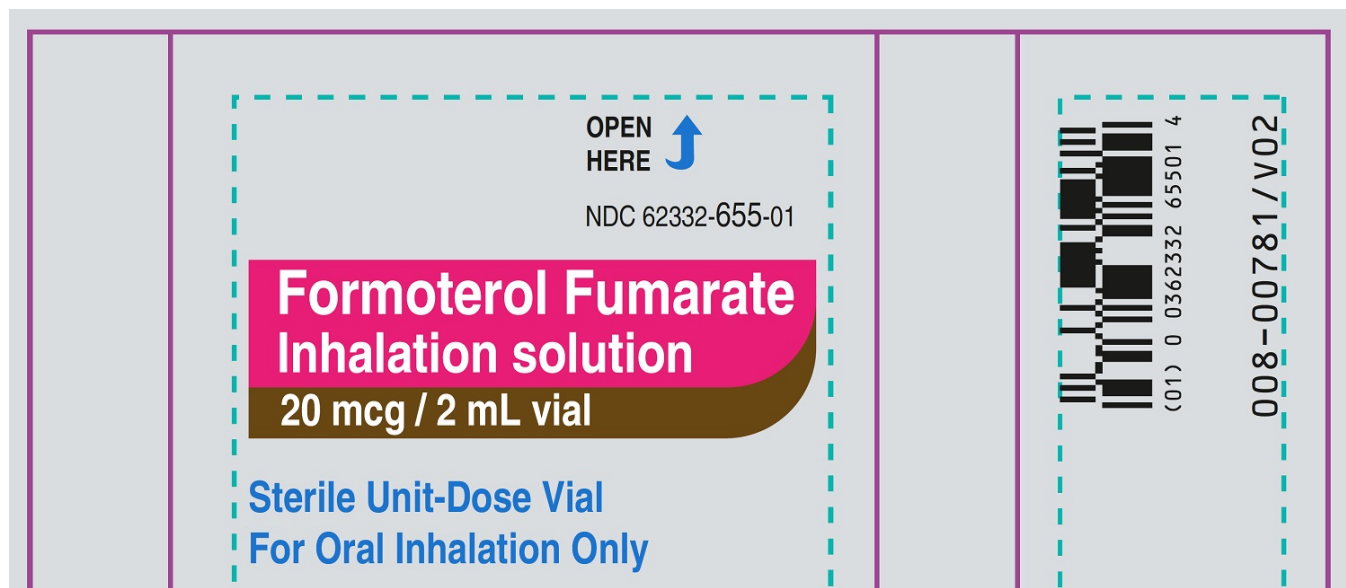 OPEN
HERE
NDC 62332-655-01
Formoterol Fumarate
Inhalation solution
20 mcg / 2 mL vial
Sterile Unit-Dose Vial
For Oral Inhalation Only
(01) 0 0362332 65501 4
008-00781/V02